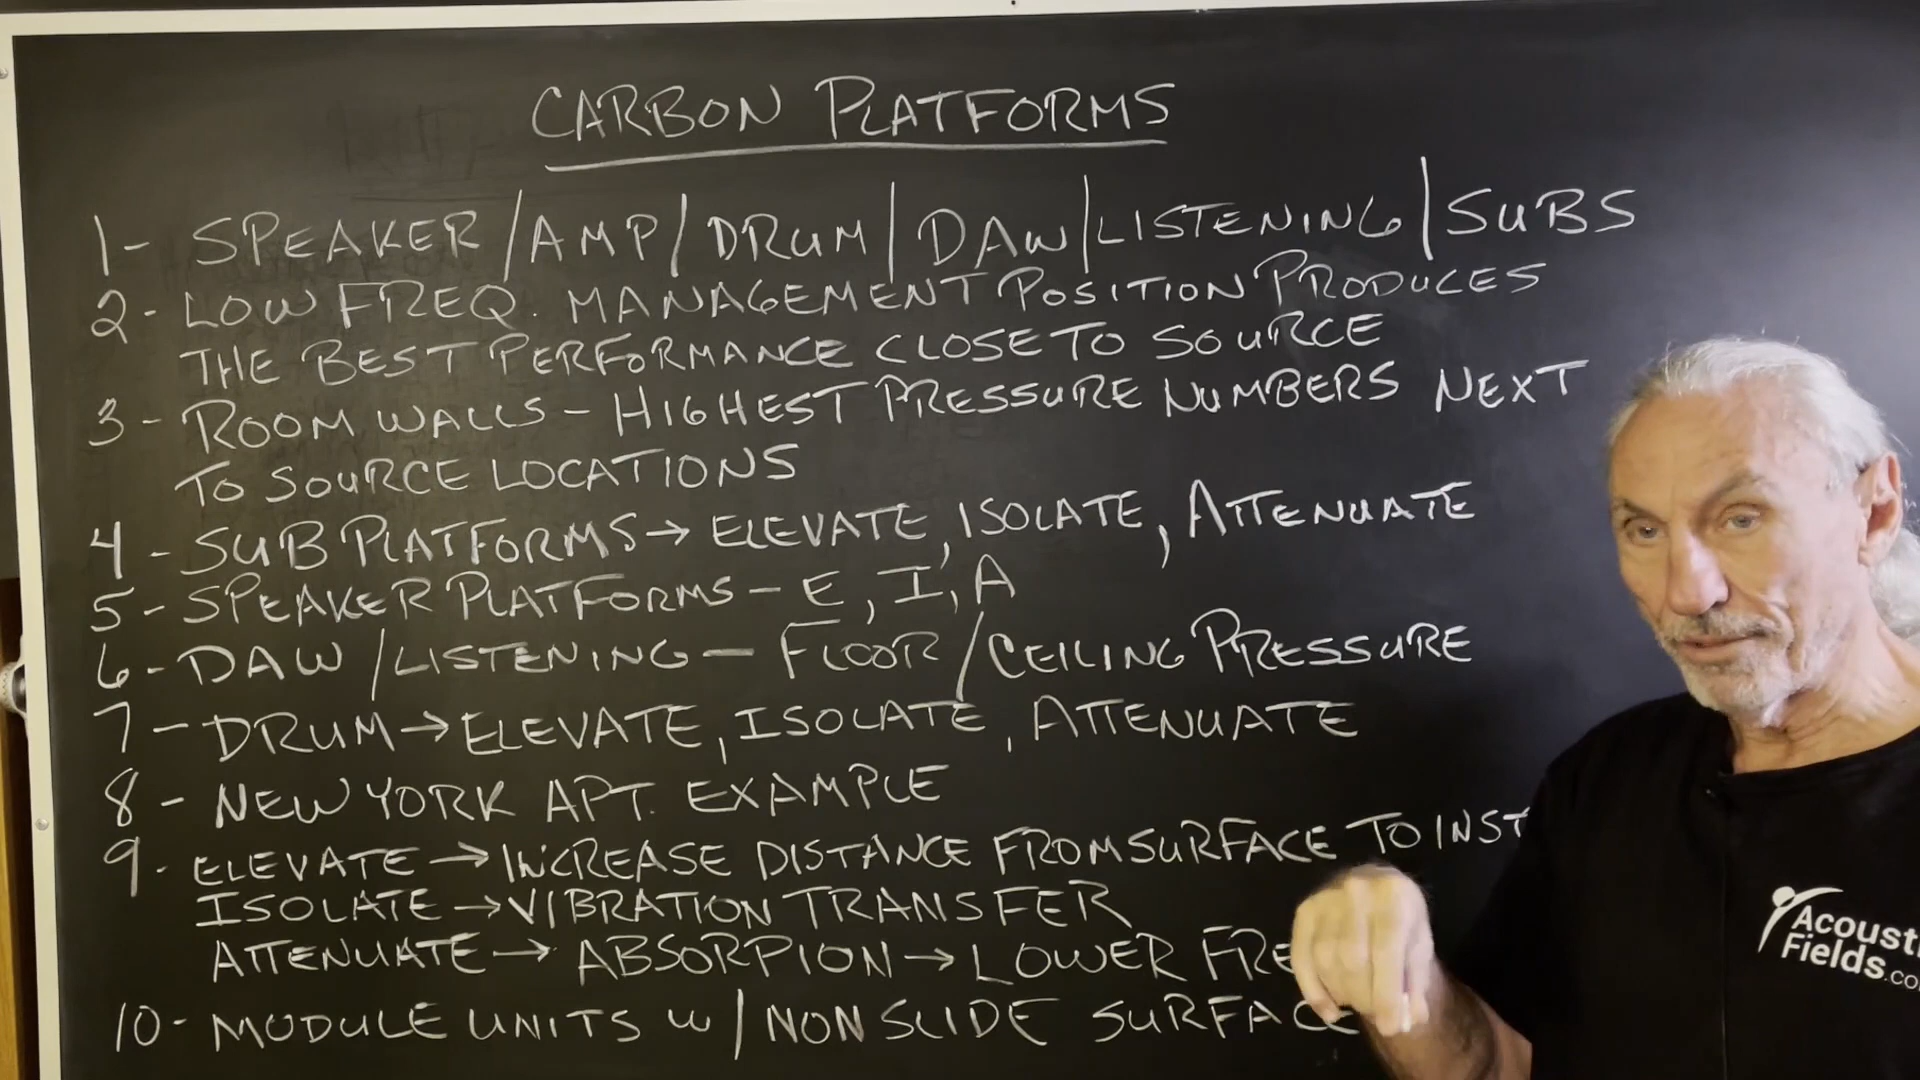 CARBON PLATFORMS
1- SPEAKER/AMP/DRUM/DAW/LISTENING/SUBS
2- LOW FREQ. MANAGEMENT POSITION PRODUCES
THE BEST PERFORMANCE CLOSE TO SOURCE
3- ROOM WALLS - HIGHEST PRESSURE NUMBERS NEXT
TO SOURCE LOCATIONS
4- SUB PLATFORMS → ELEVATE, ISOLATE, ATTENUATE
5- SPEAKER PLATFORMS - E, I, A
6- DAW/LISTENING - FLOOR/CEILING PRESSURE
7- DRUM → ELEVATE, ISOLATE, ATTENUATE
8- NEW YORK APT. EXAMPLE
9- ELEVATE → INCREASE DISTANCE FROM SURFACE TO INST
ISOLATE → VIBRATION TRANSFER
ATTENUATE → ABSORPION → LOWER FRE
10- MODULE UNITS w/ NON SLIDE SURFACE
Acousti
Fields.co